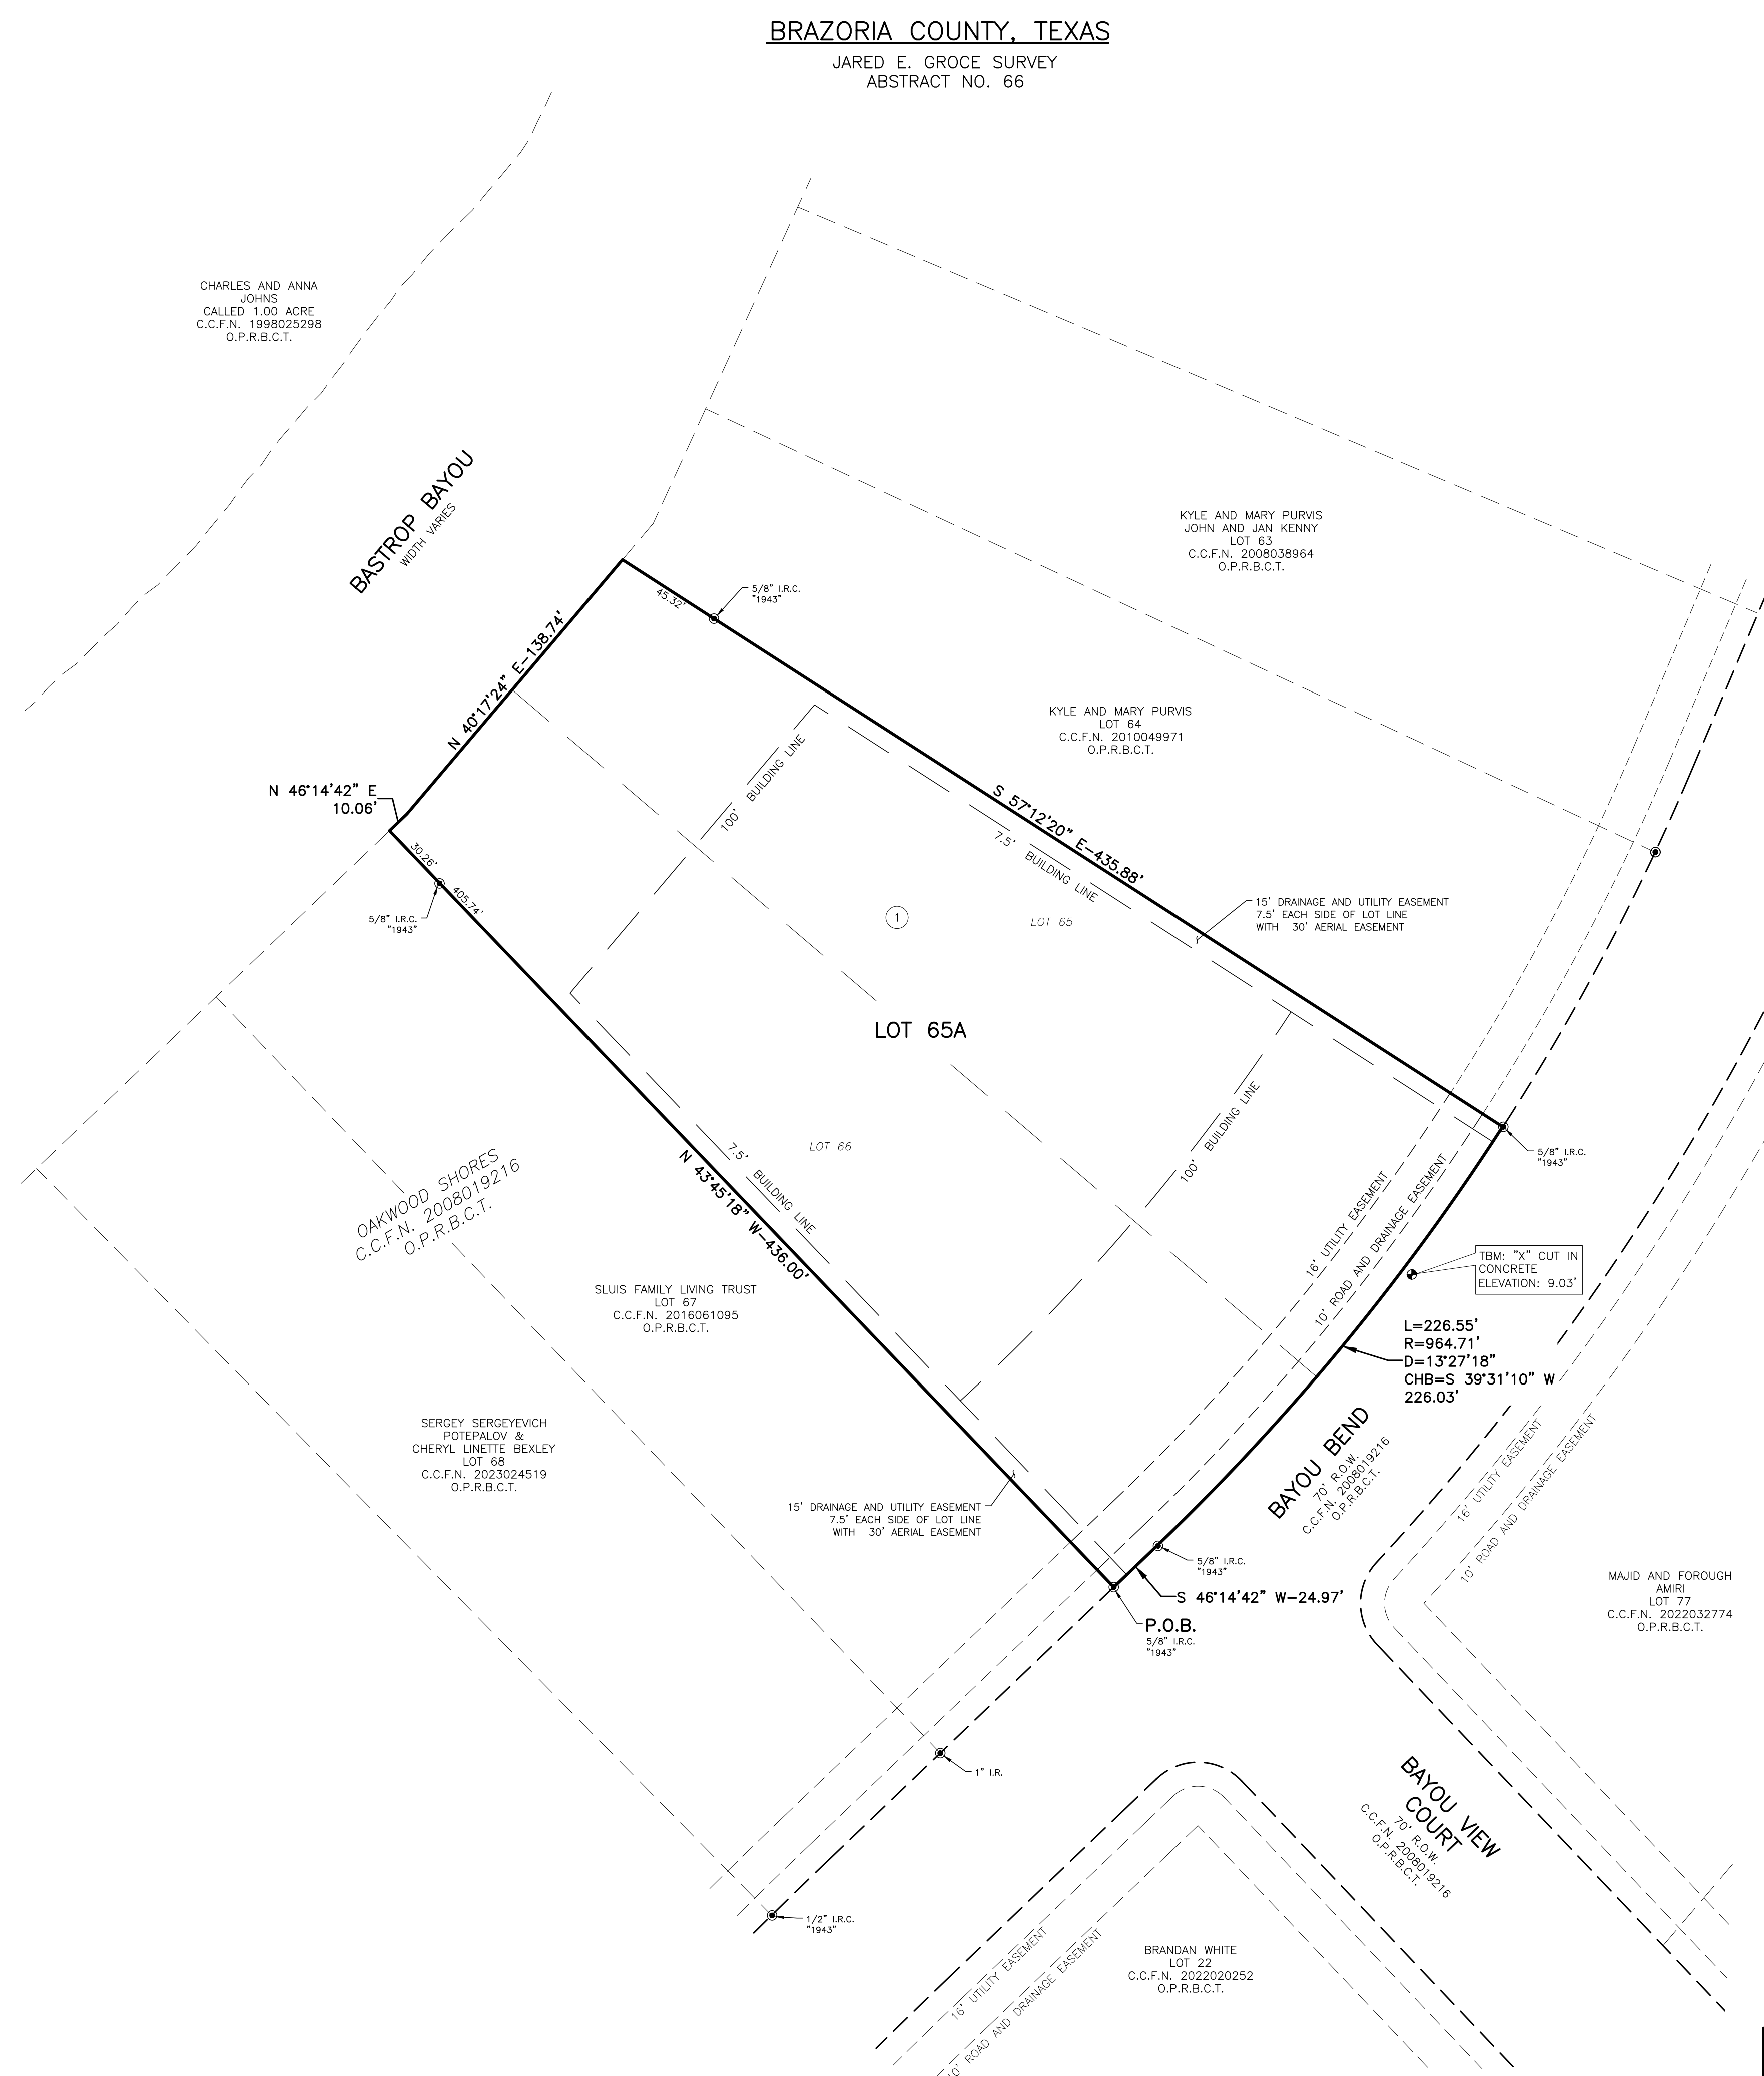 BRAZORIA COUNTY, TEXAS
JARED E. GROCE SURVEY
ABSTRACT NO. 66
CHARLES AND ANNA
JOHNS
CALLED 1.00 ACRE
C.C.F.N. 1998025298
O.P.R.B.C.T.
BASTROP BAYOU
WIDTH VARIES
KYLE AND MARY PURVIS
JOHN AND JAN KENNY
LOT 63
C.C.F.N. 2008038964
O.P.R.B.C.T.
45.32'
5/8" I.R.C.
"1943"
N 40°17'24" E-138.74'
KYLE AND MARY PURVIS
LOT 64
C.C.F.N. 2010049971
O.P.R.B.C.T.
N 46°14'42" E
10.06'
100' BUILDING LINE
S 57°12'20" E-435.88'
7.5' BUILDING LINE
30.26'
405.74'
5/8" I.R.C.
"1943"
1
LOT 65
15' DRAINAGE AND UTILITY EASEMENT
7.5' EACH SIDE OF LOT LINE
WITH 30' AERIAL EASEMENT
LOT 65A
LOT 66
100' BUILDING LINE
5/8" I.R.C.
"1943"
7.5' BUILDING LINE
N 43°45'18" W-436.00'
16' UTILITY EASEMENT
10' ROAD AND DRAINAGE EASEMENT
OAKWOOD SHORES
C.C.F.N. 2008019216
O.P.R.B.C.T.
TBM: "X" CUT IN
CONCRETE
ELEVATION: 9.03'
SLUIS FAMILY LIVING TRUST
LOT 67
C.C.F.N. 2016061095
O.P.R.B.C.T.
L=226.55'
R=964.71'
D=13°27'18"
CHB=S 39°31'10" W
226.03'
SERGEY SERGEYEVICH
POTEPALOV &
CHERYL LINETTE BEXLEY
LOT 68
C.C.F.N. 2023024519
O.P.R.B.C.T.
BAYOU BEND
70' R.O.W.
C.C.F.N. 2008019216
O.P.R.B.C.T.
16' UTILITY EASEMENT
10' ROAD AND DRAINAGE EASEMENT
15' DRAINAGE AND UTILITY EASEMENT
7.5' EACH SIDE OF LOT LINE
WITH 30' AERIAL EASEMENT
5/8" I.R.C.
"1943"
S 46°14'42" W-24.97'
P.O.B.
5/8" I.R.C.
"1943"
MAJID AND FOROUGH
AMIRI
LOT 77
C.C.F.N. 2022032774
O.P.R.B.C.T.
1" I.R.
BAYOU VIEW
COURT
70' R.O.W.
C.C.F.N. 2008019216
O.P.R.B.C.T.
1/2" I.R.C.
"1943"
16' UTILITY EASEMENT
10' ROAD AND DRAINAGE EASEMENT
BRANDAN WHITE
LOT 22
C.C.F.N. 2022020252
O.P.R.B.C.T.